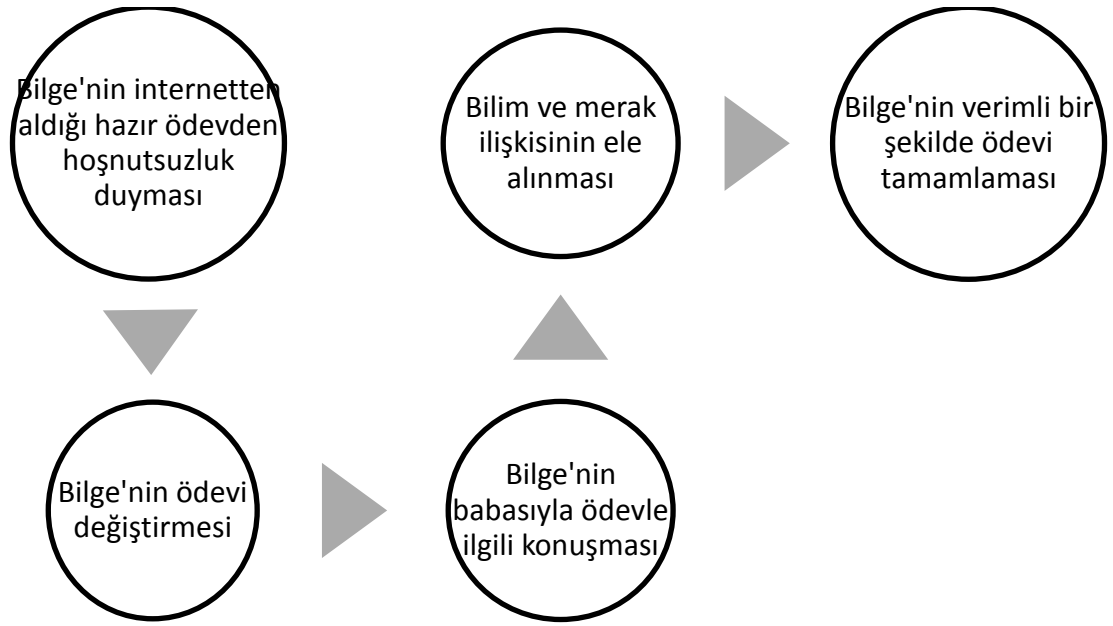 Bilge'nin internetten
aldığı hazır ödevden
hoşnutsuzluk
duyması
Bilge'nin ödevi
değiştirmesi
Bilge'nin
babasıyla ödevle
ilgili konuşması
Bilim ve merak
ilişkisinin ele
alınması
Bilge'nin verimli bir
şekilde ödevi
tamamlaması